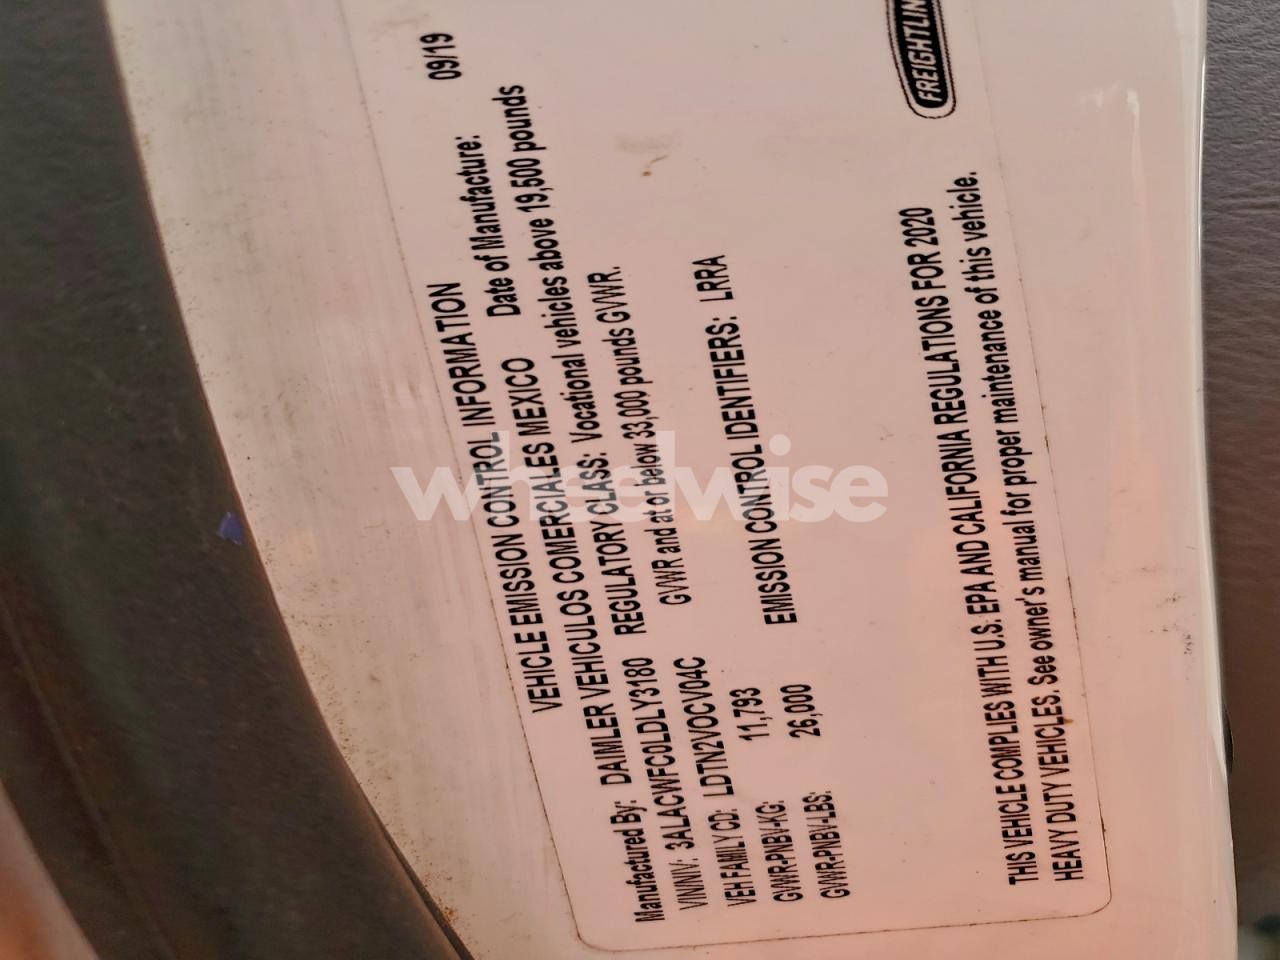 VEHICLE EMISSION CONTROL INFORMATION
Manufactured By: DAIMLER VEHICULOS COMERCIALES MEXICO Date of Manufacture: 09/19
VIN/NIV: 3ALACWFC0LDLY3180 REGULATORY CLASS: Vocational vehicles above 19,500 pounds
VEH FAMILY CD: LDTN2VOCV04C GVWR and at or below 33,000 pounds GVWR.
GVWR-PNBV-KG: 11,793
GVWR-PNBV-LBS: 26,000 EMISSION CONTROL IDENTIFIERS: LRRA
THIS VEHICLE COMPLIES WITH U.S. EPA AND CALIFORNIA REGULATIONS FOR 2020
HEAVY DUTY VEHICLES. See owner's manual for proper maintenance of this vehicle.
wheelwise